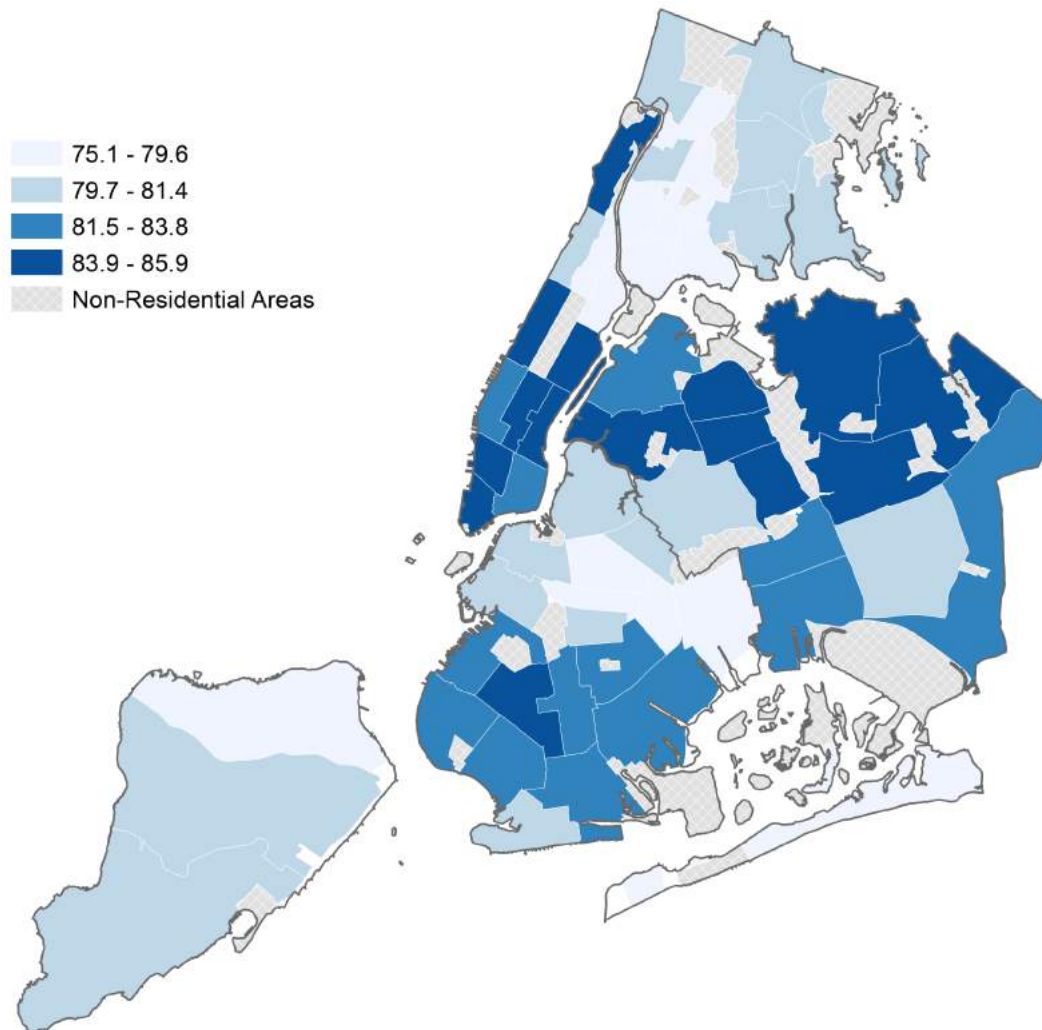 75.1 - 79.6
79.7 - 81.4
81.5 - 83.8
83.9 - 85.9
Non-Residential Areas